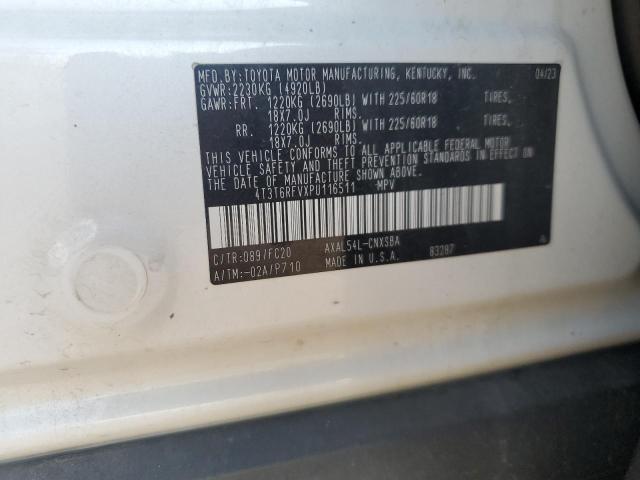 MFD.BY:TOYOTA MOTOR MANUFACTURING, KENTUCKY, INC. 04/23
GVWR:2230KG (4920LB)
GAWR:FRT. 1220KG (2690LB) WITH 225/60R18 TIRES,
18X7.0J RIMS.
RR. 1220KG (2690LB) WITH 225/60R18 TIRES,
18X7.0J RIMS.
THIS VEHICLE CONFORMS TO ALL APPLICABLE FEDERAL MOTOR
VEHICLE SAFETY AND THEFT PREVENTION STANDARDS IN EFFECT ON
THE DATE OF MANUFACTURE SHOWN ABOVE.
4T3T6RFVXPU116511 MPV
C/TR:089/FC20 AXAL54L-CNXSBA
A/TM:-02A/P710 MADE IN U.S.A. 83287